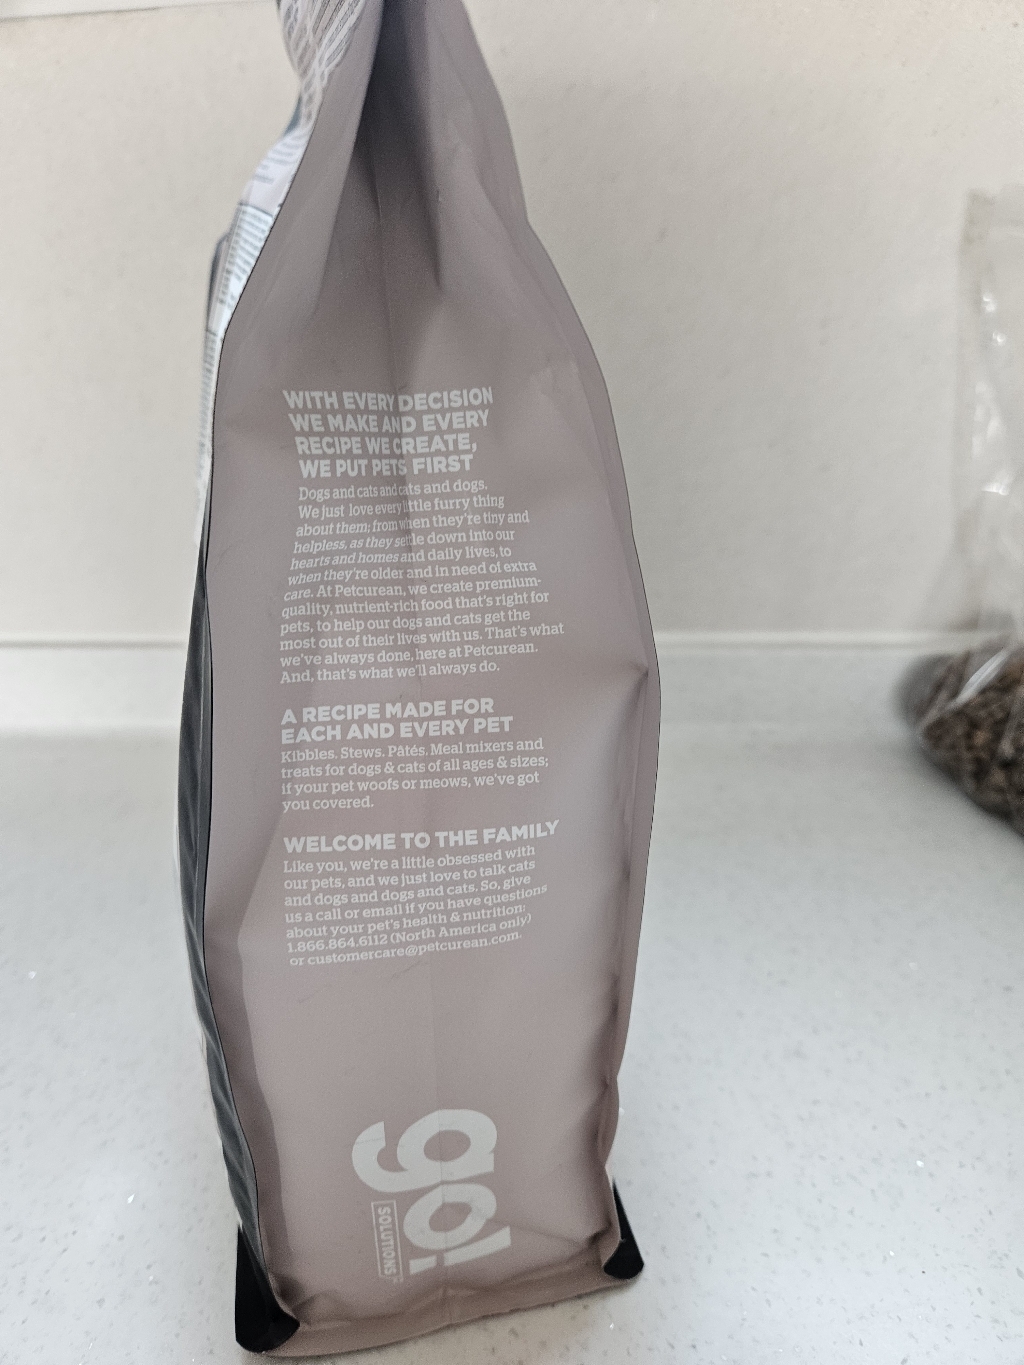 WITH EVERY DECISION
WE MAKE AND EVERY
RECIPE WE CREATE,
WE PUT PETS FIRST
Dogs and cats and cats and dogs.
We just love every little furry thing
about them; from when they're tiny and
helpless, as they settle down into our
hearts and homes and daily lives, to
when they're older and in need of extra
care. At Petcurean, we create premium-
quality, nutrient-rich food that's right for
pets, to help our dogs and cats get the
most out of their lives with us. That's what
we've always done, here at Petcurean.
And, that's what we'll always do.
A RECIPE MADE FOR
EACH AND EVERY PET
Kibbles. Stews. Pâtés. Meal mixers and
treats for dogs & cats of all ages & sizes;
if your pet woofs or meows, we've got
you covered.
WELCOME TO THE FAMILY
Like you, we're a little obsessed with
our pets, and we just love to talk cats
and dogs and dogs and cats. So, give
us a call or email if you have questions
about your pet's health & nutrition:
1.866.864.6112 (North America only)
or customercare@petcurean.com.
go!
SOLUTIONS™